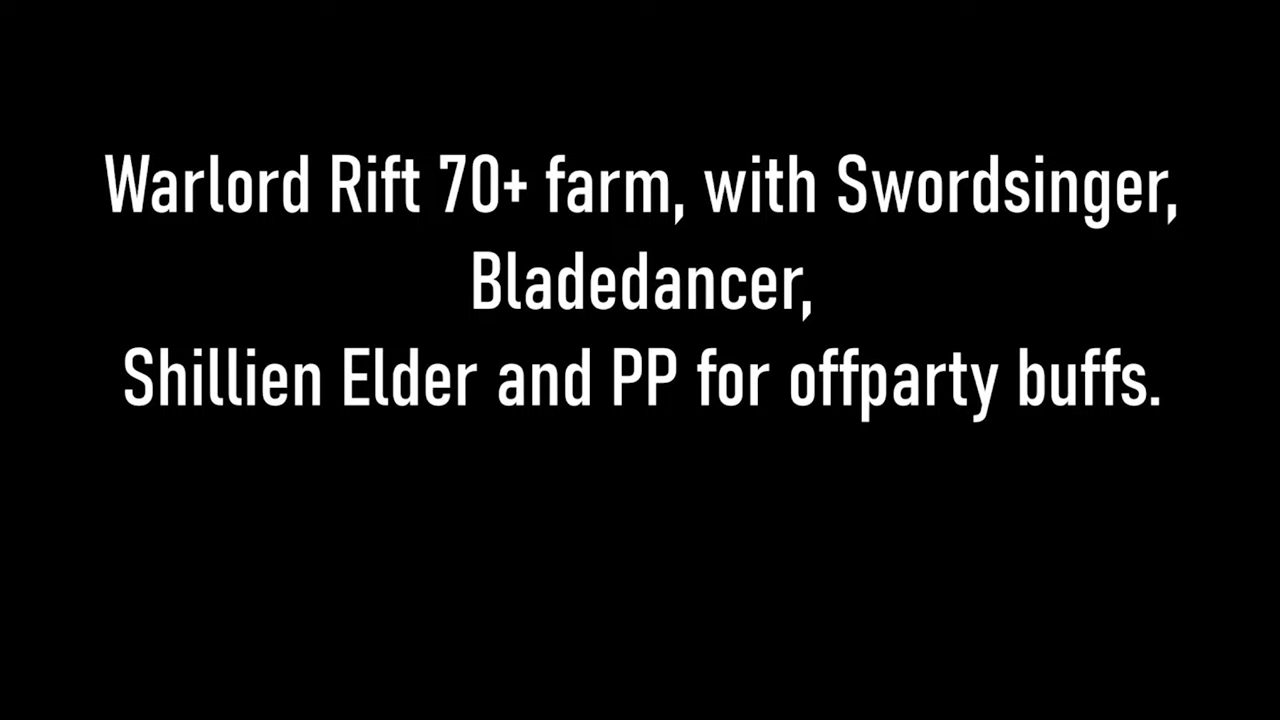 Warlord Rift 70+ farm, with Swordsinger,
Bladedancer,
Shillien Elder and PP for offparty buffs.